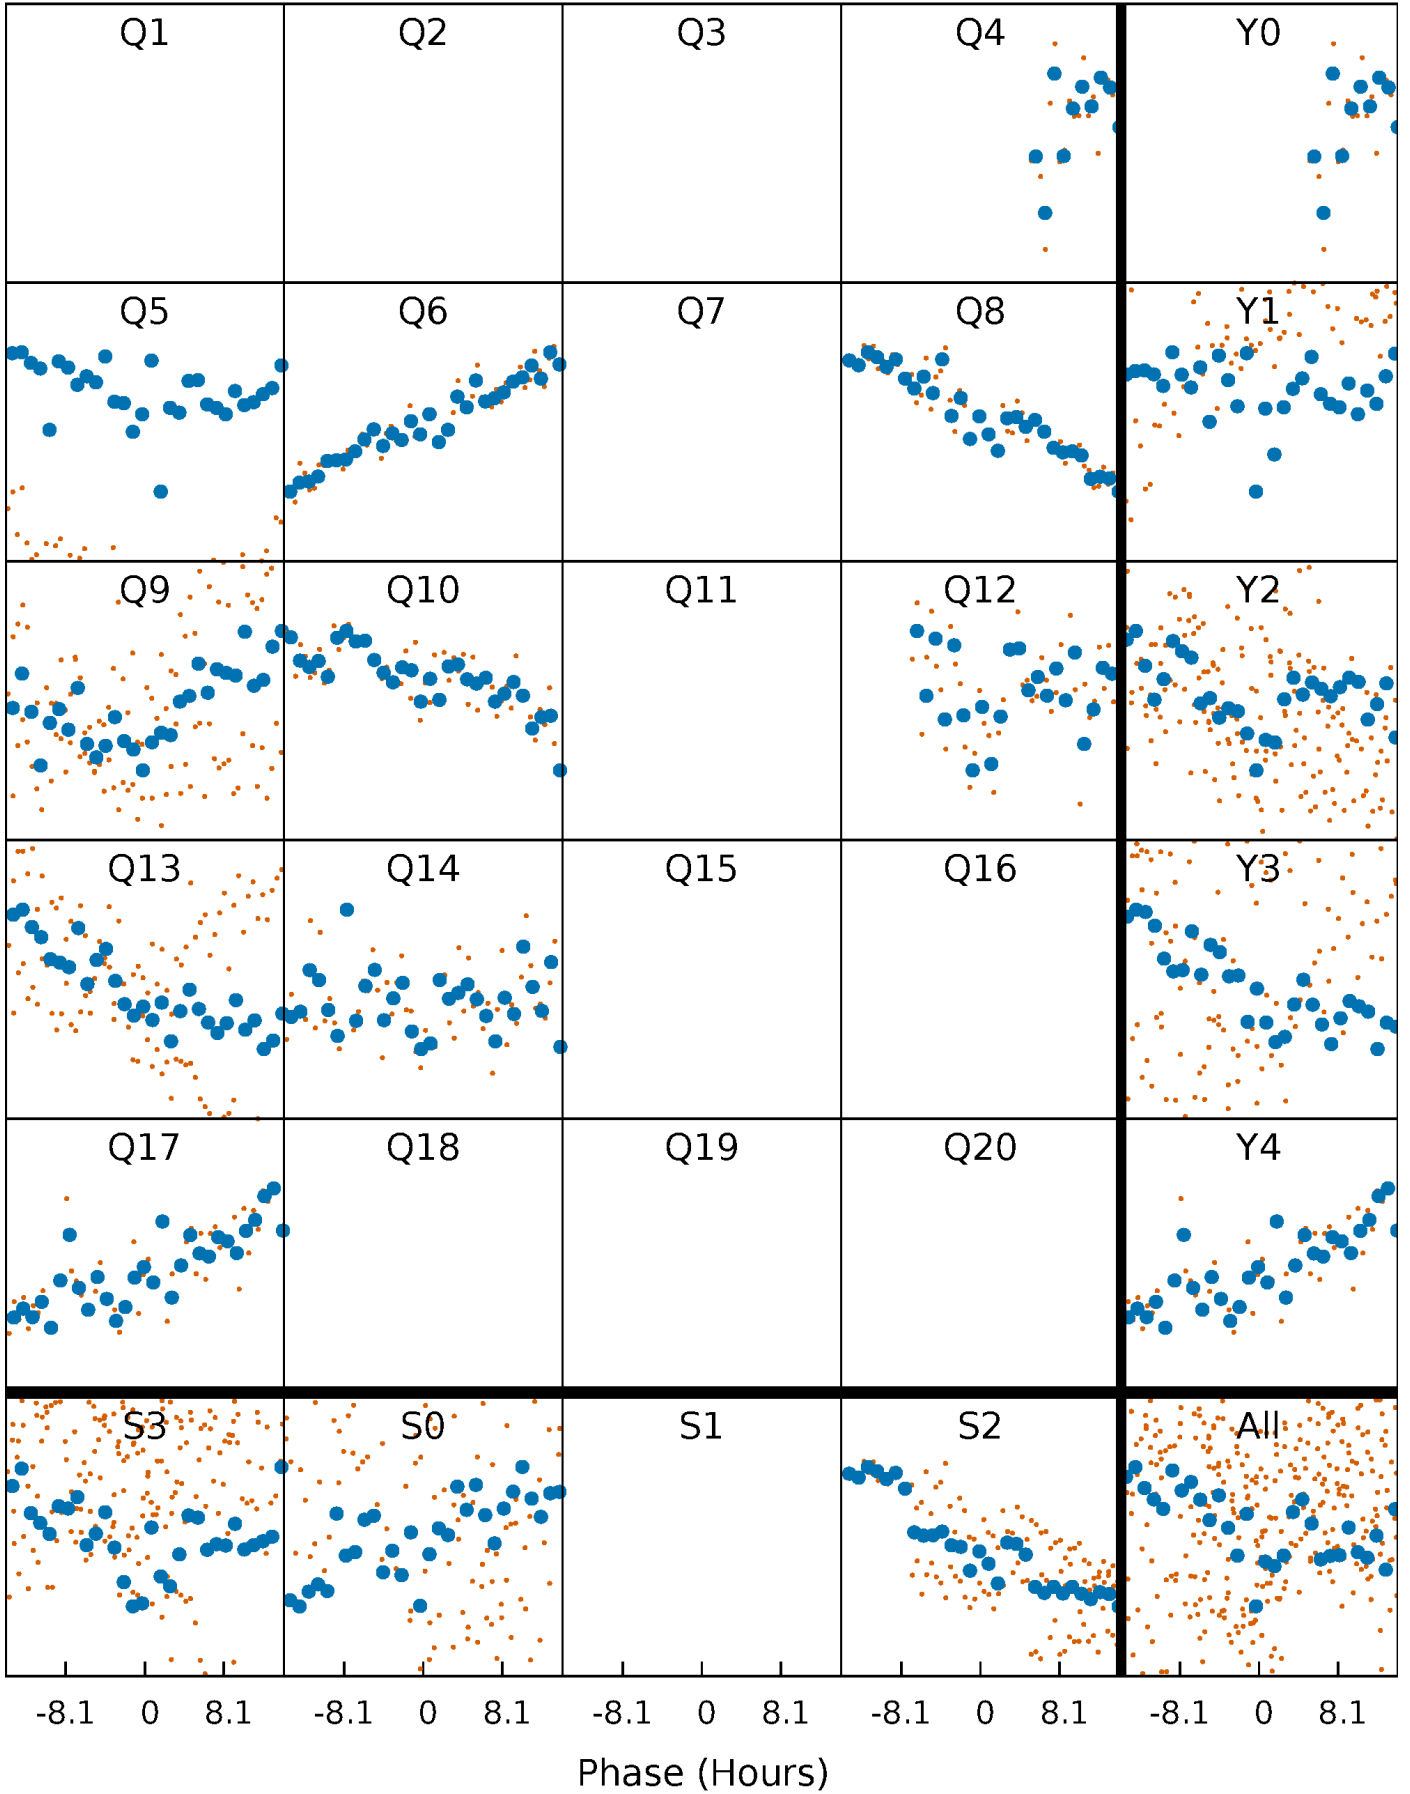 Q1 Q2 Q3 Q4 Y0
Q5 Q6 Q7 Q8 Y1
Q9 Q10 Q11 Q12 Y2
Q13 Q14 Q15 Q16 Y3
Q17 Q18 Q19 Q20 Y4
S3 S0 S1 S2 All
-8.1 0 8.1 -8.1 0 8.1 -8.1 0 8.1 -8.1 0 8.1 -8.1 0 8.1
Phase (Hours)